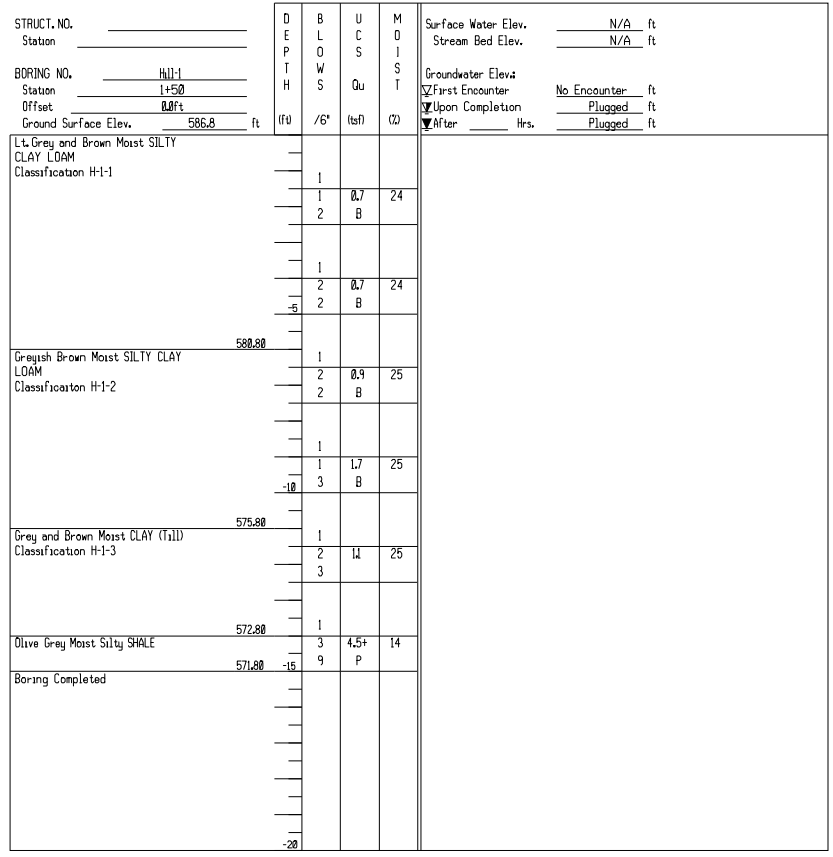 STRUCT. NO.
Station
BORING NO. Hill-1
Station 1+50
Offset 0.0ft
Ground Surface Elev. 586.8 ft
DEPTH (ft)
BLOWS /6"
UCS Qu (tsf)
MOIST (%)
Surface Water Elev. N/A ft
Stream Bed Elev. N/A ft
Groundwater Elev.:
First Encounter No Encounter ft
Upon Completion Plugged ft
After Hrs. Plugged ft
Lt. Grey and Brown Moist SILTY
CLAY LOAM
Classification H-1-1
1
1 0.7 24
2 B
1
2 0.7 24
-5 2 B
580.80
Greyish Brown Moist SILTY CLAY 1
LOAM 2 0.9 25
Classificaiton H-1-2 2 B
1
1 1.7 25
-10 3 B
575.80
Grey and Brown Moist CLAY (Till) 1
Classification H-1-3 2 1.1 25
3
572.80 1
Olive Grey Moist Silty SHALE 3 4.5+ 14
571.80 -15 9 P
Boring Completed
-20